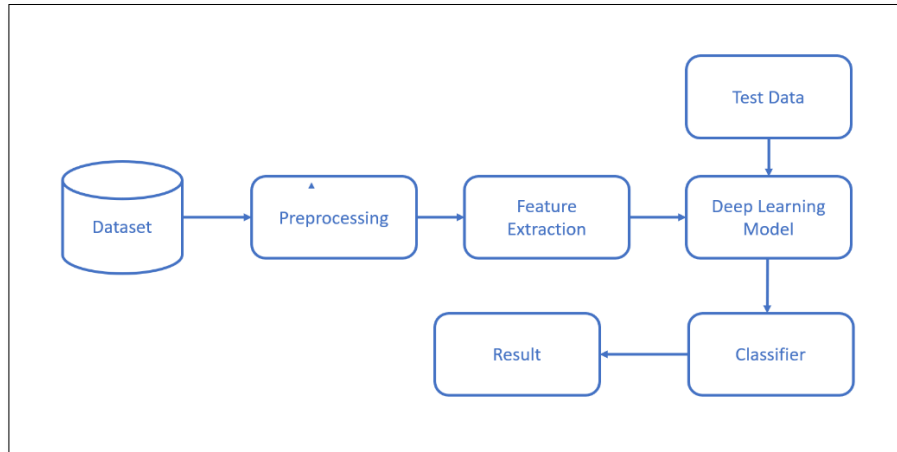 Test Data
Dataset
Preprocessing
Feature
Extraction
Deep Learning
Model
Result
Classifier